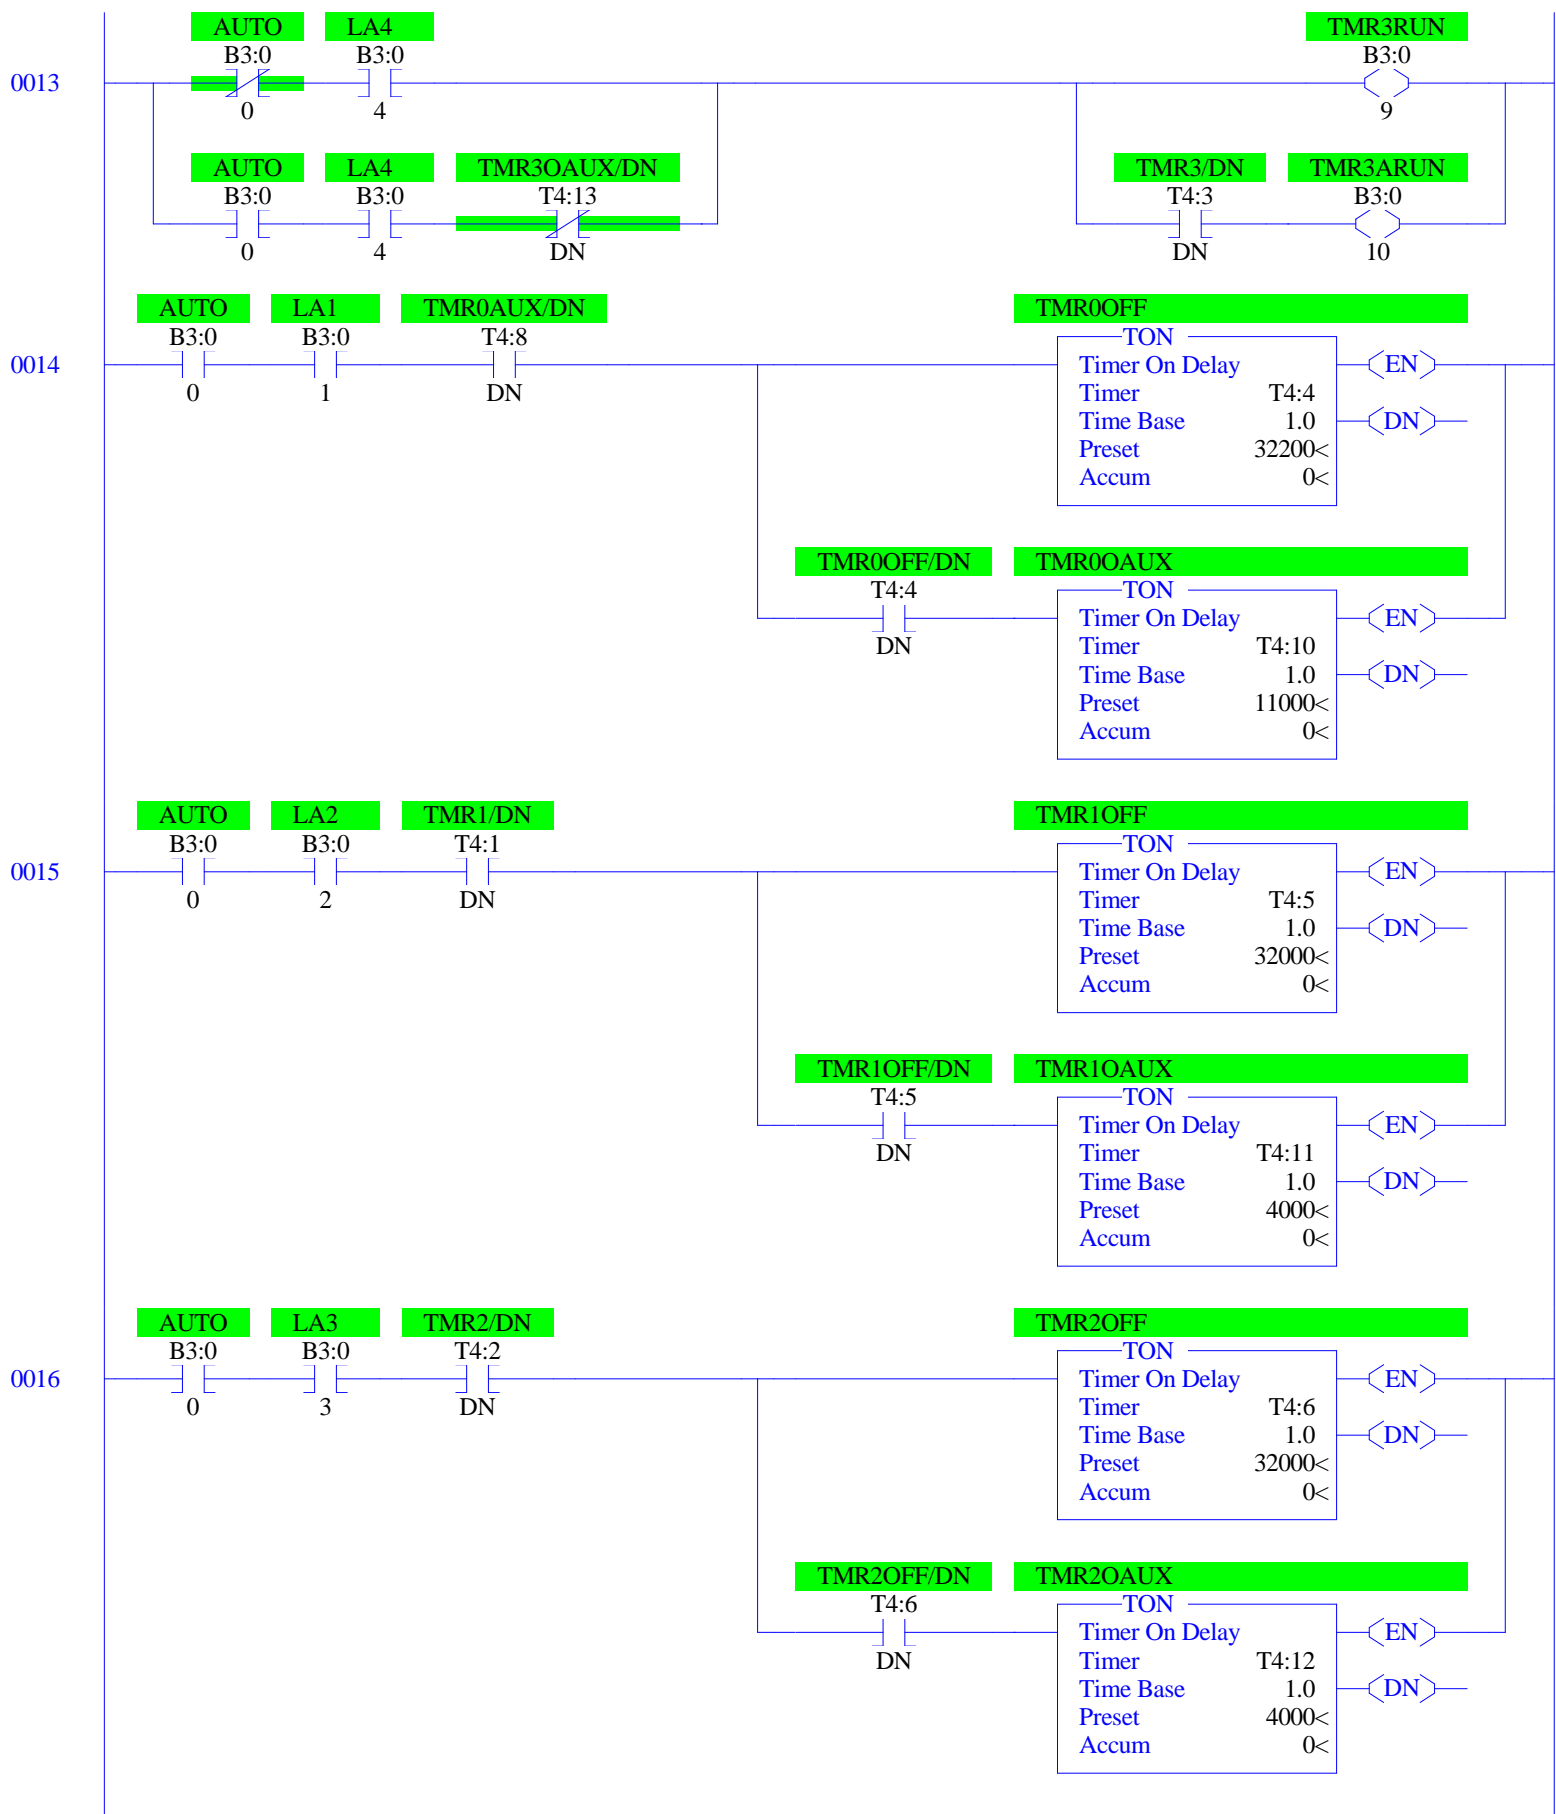 AUTO LA4 TMR3RUN
B3:0 B3:0 B3:0
0013
0 4 9
AUTO LA4 TMR3OAUX/DN TMR3/DN TMR3ARUN
B3:0 B3:0 T4:13 T4:3 B3:0
0 4 DN DN 10
AUTO LA1 TMR0AUX/DN TMR0OFF
B3:0 B3:0 T4:8 TON
0014 Timer On Delay EN
0 1 DN Timer T4:4
Time Base 1.0 DN
Preset 32200<
Accum 0<
TMR0OFF/DN TMR0OAUX
T4:4 TON
Timer On Delay EN
DN Timer T4:10
Time Base 1.0 DN
Preset 11000<
Accum 0<
AUTO LA2 TMR1/DN TMR1OFF
B3:0 B3:0 T4:1 TON
0015 Timer On Delay EN
0 2 DN Timer T4:5
Time Base 1.0 DN
Preset 32000<
Accum 0<
TMR1OFF/DN TMR1OAUX
T4:5 TON
Timer On Delay EN
DN Timer T4:11
Time Base 1.0 DN
Preset 4000<
Accum 0<
AUTO LA3 TMR2/DN TMR2OFF
B3:0 B3:0 T4:2 TON
0016 Timer On Delay EN
0 3 DN Timer T4:6
Time Base 1.0 DN
Preset 32000<
Accum 0<
TMR2OFF/DN TMR2OAUX
T4:6 TON
Timer On Delay EN
DN Timer T4:12
Time Base 1.0 DN
Preset 4000<
Accum 0<